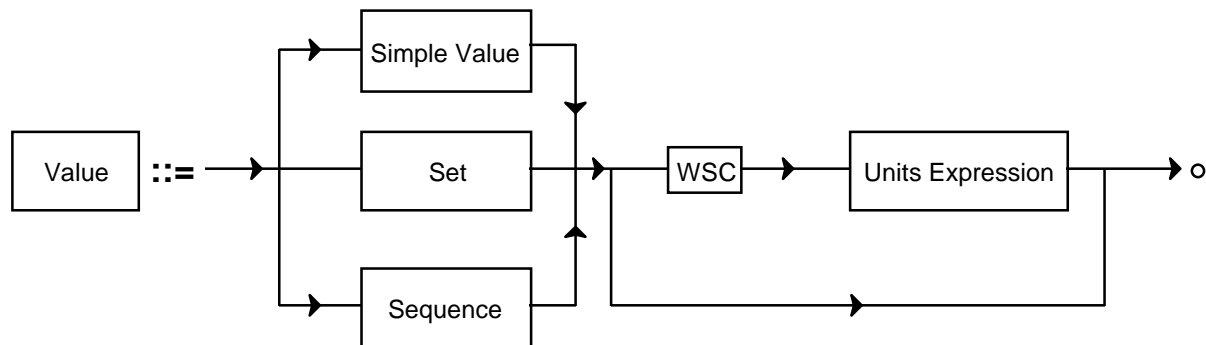 Simple Value
Value ::= Set WSC Units Expression
Sequence